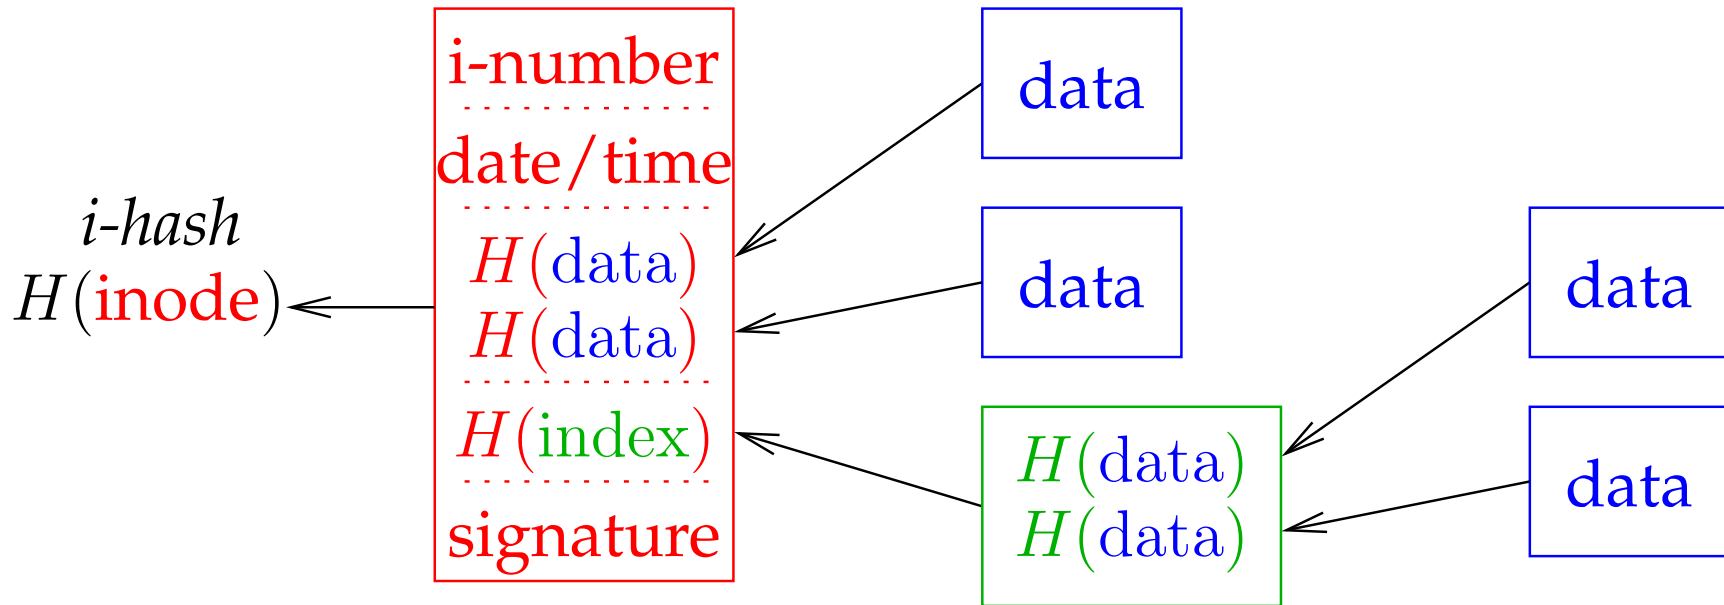 i-hash
H(inode)
i-number
date/time
H(data)
H(data)
H(index)
signature
data
data
H(data)
H(data)
data
data